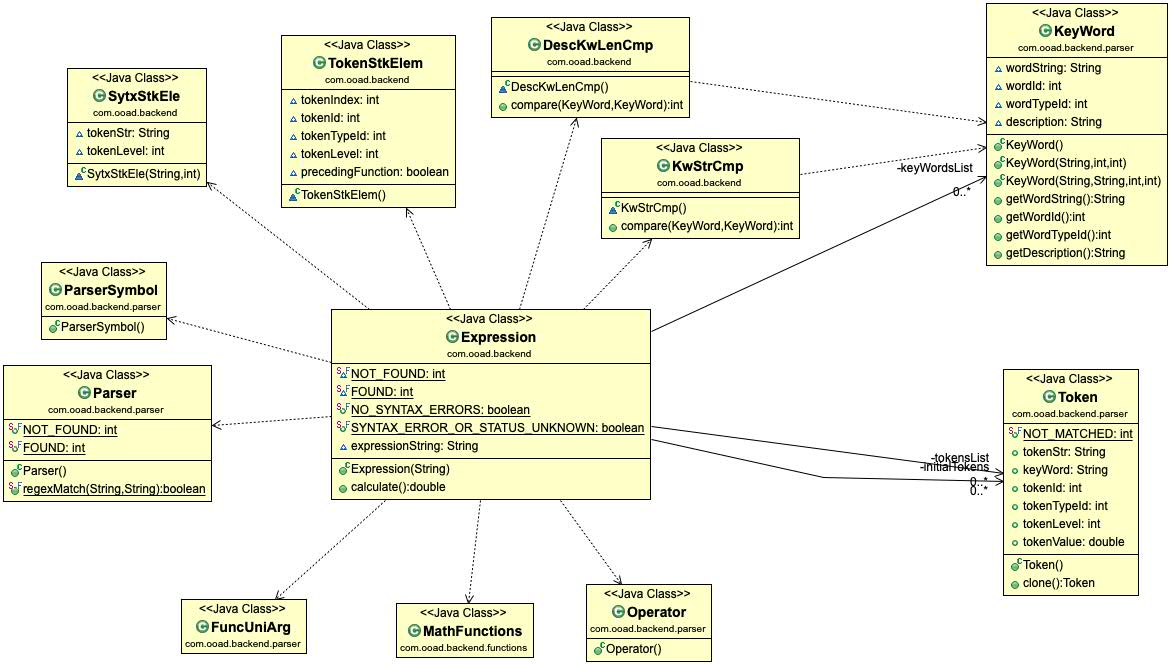 <<Java Class>>
SytxStkEle
com.ooad.backend
tokenStr: String
tokenLevel: int
SytxStkEle(String,int)
<<Java Class>>
TokenStkElem
com.ooad.backend
tokenIndex: int
tokenId: int
tokenTypeId: int
tokenLevel: int
precedingFunction: boolean
TokenStkElem()
<<Java Class>>
DescKwLenCmp
com.ooad.backend
DescKwLenCmp()
compare(KeyWord,KeyWord):int
<<Java Class>>
KwStrCmp
com.ooad.backend
KwStrCmp()
compare(KeyWord,KeyWord):int
<<Java Class>>
KeyWord
com.ooad.backend.parser
wordString: String
wordId: int
wordTypeId: int
description: String
KeyWord()
KeyWord(String,int,int)
KeyWord(String,String,int,int)
getWordString():String
getWordId():int
getWordTypeId():int
getDescription():String
-keyWordsList
0..*
<<Java Class>>
ParserSymbol
com.ooad.backend.parser
ParserSymbol()
<<Java Class>>
Parser
com.ooad.backend.parser
NOT_FOUND: int
FOUND: int
Parser()
regexMatch(String,String):boolean
<<Java Class>>
Expression
com.ooad.backend
NOT_FOUND: int
FOUND: int
NO_SYNTAX_ERRORS: boolean
SYNTAX_ERROR_OR_STATUS_UNKNOWN: boolean
expressionString: String
Expression(String)
calculate():double
-tokensList
-initialTokens
0..*
0..*
<<Java Class>>
Token
com.ooad.backend.parser
NOT_MATCHED: int
tokenStr: String
keyWord: String
tokenId: int
tokenTypeId: int
tokenLevel: int
tokenValue: double
Token()
clone():Token
<<Java Class>>
FuncUniArg
com.ooad.backend.parser
<<Java Class>>
MathFunctions
com.ooad.backend.functions
<<Java Class>>
Operator
com.ooad.backend.parser
Operator()